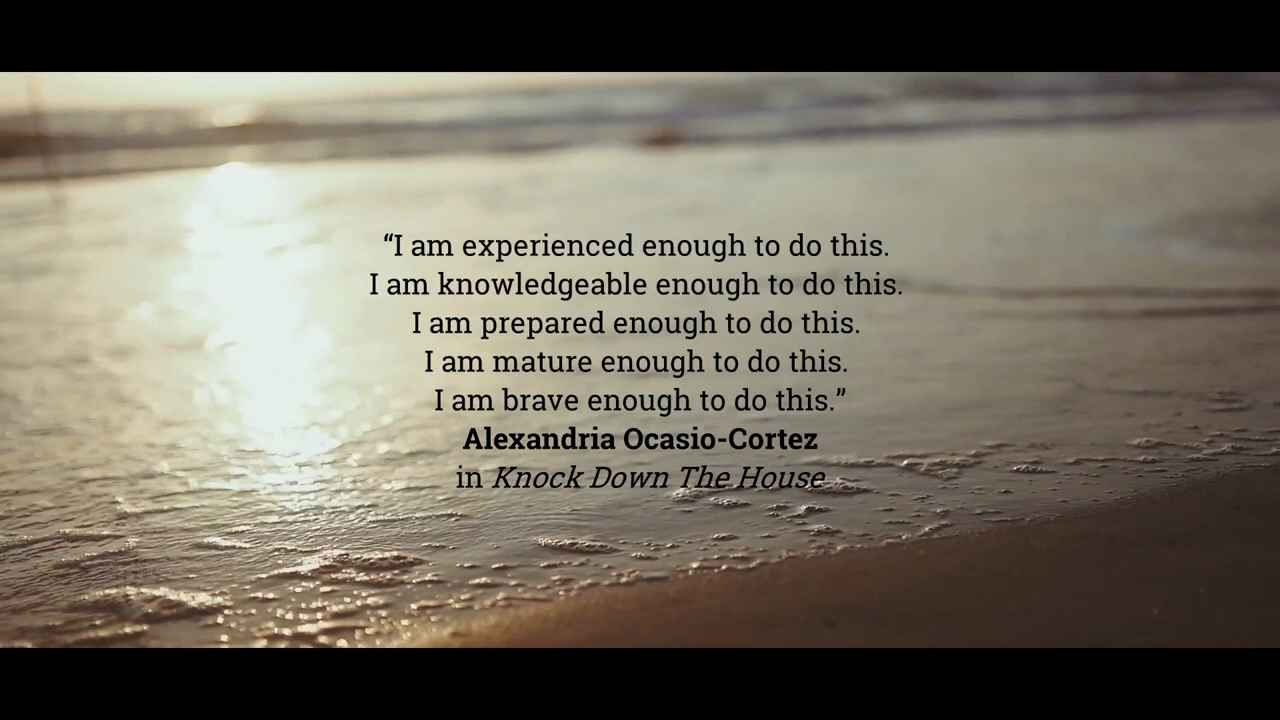 “I am experienced enough to do this.
I am knowledgeable enough to do this.
I am prepared enough to do this.
I am mature enough to do this.
I am brave enough to do this.”
Alexandria Ocasio-Cortez
in Knock Down The House